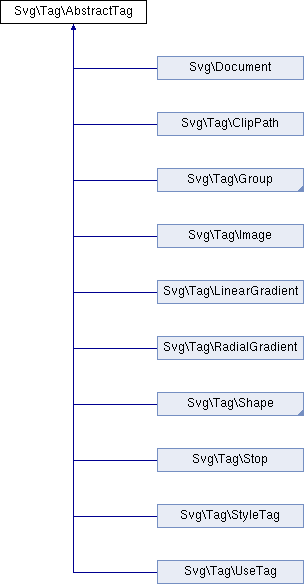 Svg\Tag\AbstractTag
Svg\Document
Svg\Tag\ClipPath
Svg\Tag\Group
Svg\Tag\Image
Svg\Tag\LinearGradient
Svg\Tag\RadialGradient
Svg\Tag\Shape
Svg\Tag\Stop
Svg\Tag\StyleTag
Svg\Tag\UseTag